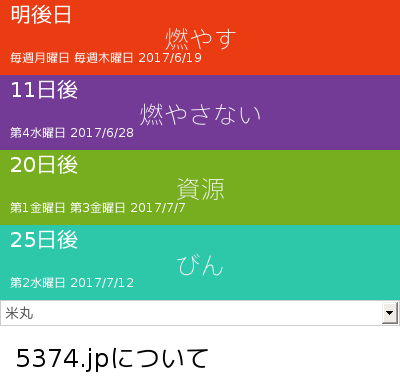 明後日
燃やす
毎週月曜日 毎週木曜日 2017/6/19
11日後
燃やさない
第4水曜日 2017/6/28
20日後
資源
第1金曜日 第3金曜日 2017/7/7
25日後
びん
第2水曜日 2017/7/12
米丸
5374.jpについて